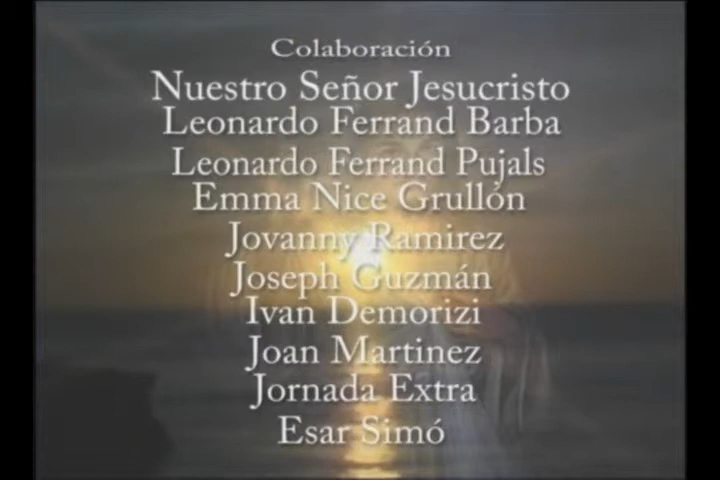 Colaboración
Nuestro Señor Jesucristo
Leonardo Ferrand Barba
Leonardo Ferrand Pujals
Emma Nice Grullón
Jovanny Ramirez
Joseph Guzmán
Ivan Demorizi
Joan Martinez
Jornada Extra
Esar Simó